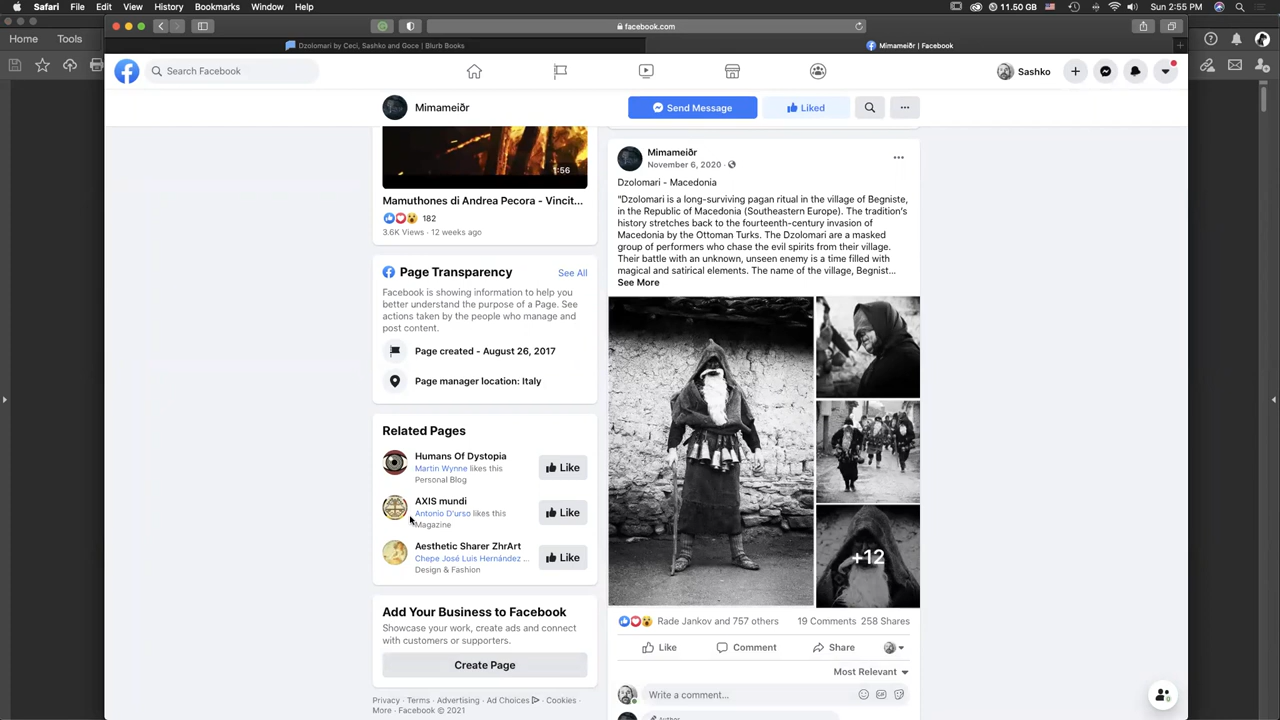 Safari File Edit View History Bookmarks Window Help
11.50 GB
Sun 2:55 PM
Home Tools
facebook.com
Dzolomari by Ceci, Sashko and Goce | Blurb Books
Mimameiðr | Facebook
Search Facebook
Sashko
Mimameiðr
Send Message
Liked
1:56
Mamuthones di Andrea Pecora - Vincit...
182
3.6K Views · 12 weeks ago
Page Transparency
See All
Facebook is showing information to help you
better understand the purpose of a Page. See
actions taken by the people who manage and
post content.
Page created - August 26, 2017
Page manager location: Italy
Related Pages
Humans Of Dystopia
Martin Wynne likes this
Personal Blog
Like
AXIS mundi
Antonio D'urso likes this
Magazine
Like
Aesthetic Sharer ZhrArt
Chepe José Luis Hernández ...
Design & Fashion
Like
Add Your Business to Facebook
Showcase your work, create ads and connect
with customers or supporters.
Create Page
Privacy · Terms · Advertising · Ad Choices · Cookies ·
More · Facebook © 2021
Mimameiðr
November 6, 2020 ·
Dzolomari - Macedonia
"Dzolomari is a long-surviving pagan ritual in the village of Begniste,
in the Republic of Macedonia (Southeastern Europe). The tradition's
history stretches back to the fourteenth-century invasion of
Macedonia by the Ottoman Turks. The Dzolomari are a masked
group of performers who chase the evil spirits from their village.
Their battle with an unknown, unseen enemy is a time filled with
magical and satirical elements. The name of the village, Begnist...
See More
+12
Rade Jankov and 757 others
19 Comments 258 Shares
Like
Comment
Share
Most Relevant
Write a comment...
GIF
Author